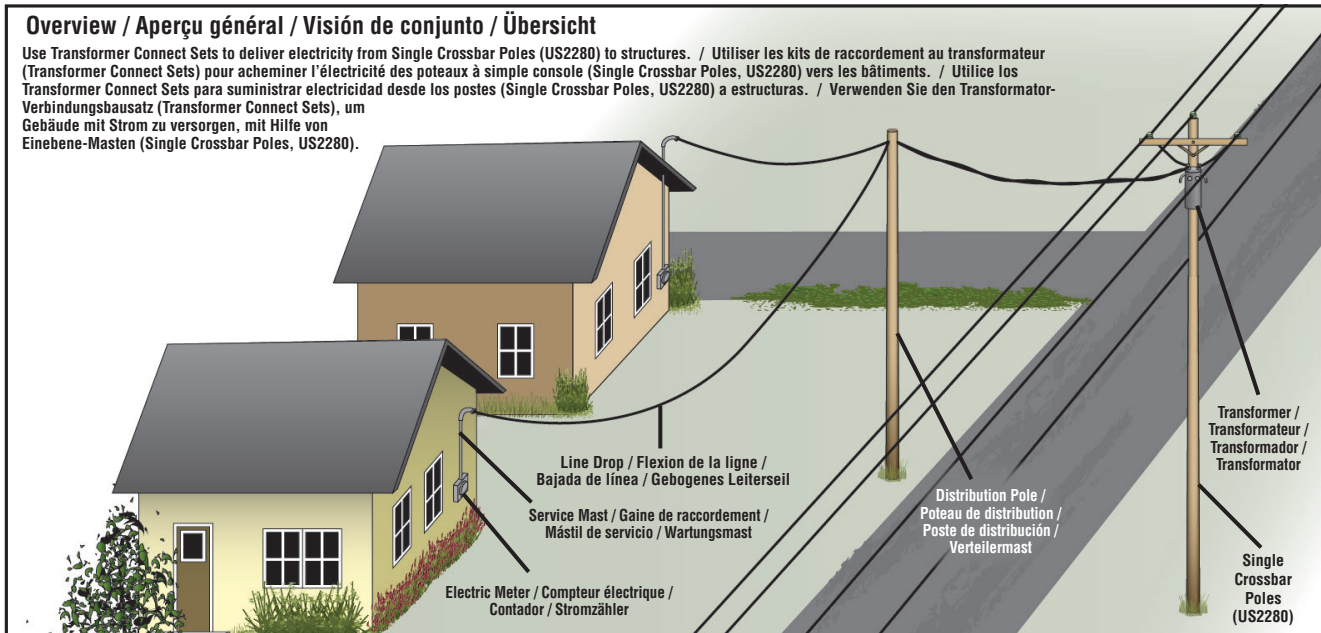 Overview / Aperçu général / Visión de conjunto / Übersicht
Use Transformer Connect Sets to deliver electricity from Single Crossbar Poles (US2280) to structures. / Utiliser les kits de raccordement au transformateur
(Transformer Connect Sets) pour acheminer l'électricité des poteaux à simple console (Single Crossbar Poles, US2280) vers les bâtiments. / Utilice los
Transformer Connect Sets para suministrar electricidad desde los postes (Single Crossbar Poles, US2280) a estructuras. / Verwenden Sie den Transformator-
Verbindungsbausatz (Transformer Connect Sets), um
Gebäude mit Strom zu versorgen, mit Hilfe von
Einebene-Masten (Single Crossbar Poles, US2280).
Transformer /
Transformateur /
Transformador /
Transformator
Line Drop / Flexion de la ligne /
Bajada de línea / Gebogenes Leiterseil
Distribution Pole /
Poteau de distribution /
Poste de distribución /
Verteilermast
Service Mast / Gaine de raccordement /
Mástil de servicio / Wartungsmast
Single
Crossbar
Poles
(US2280)
Electric Meter / Compteur électrique /
Contador / Stromzähler